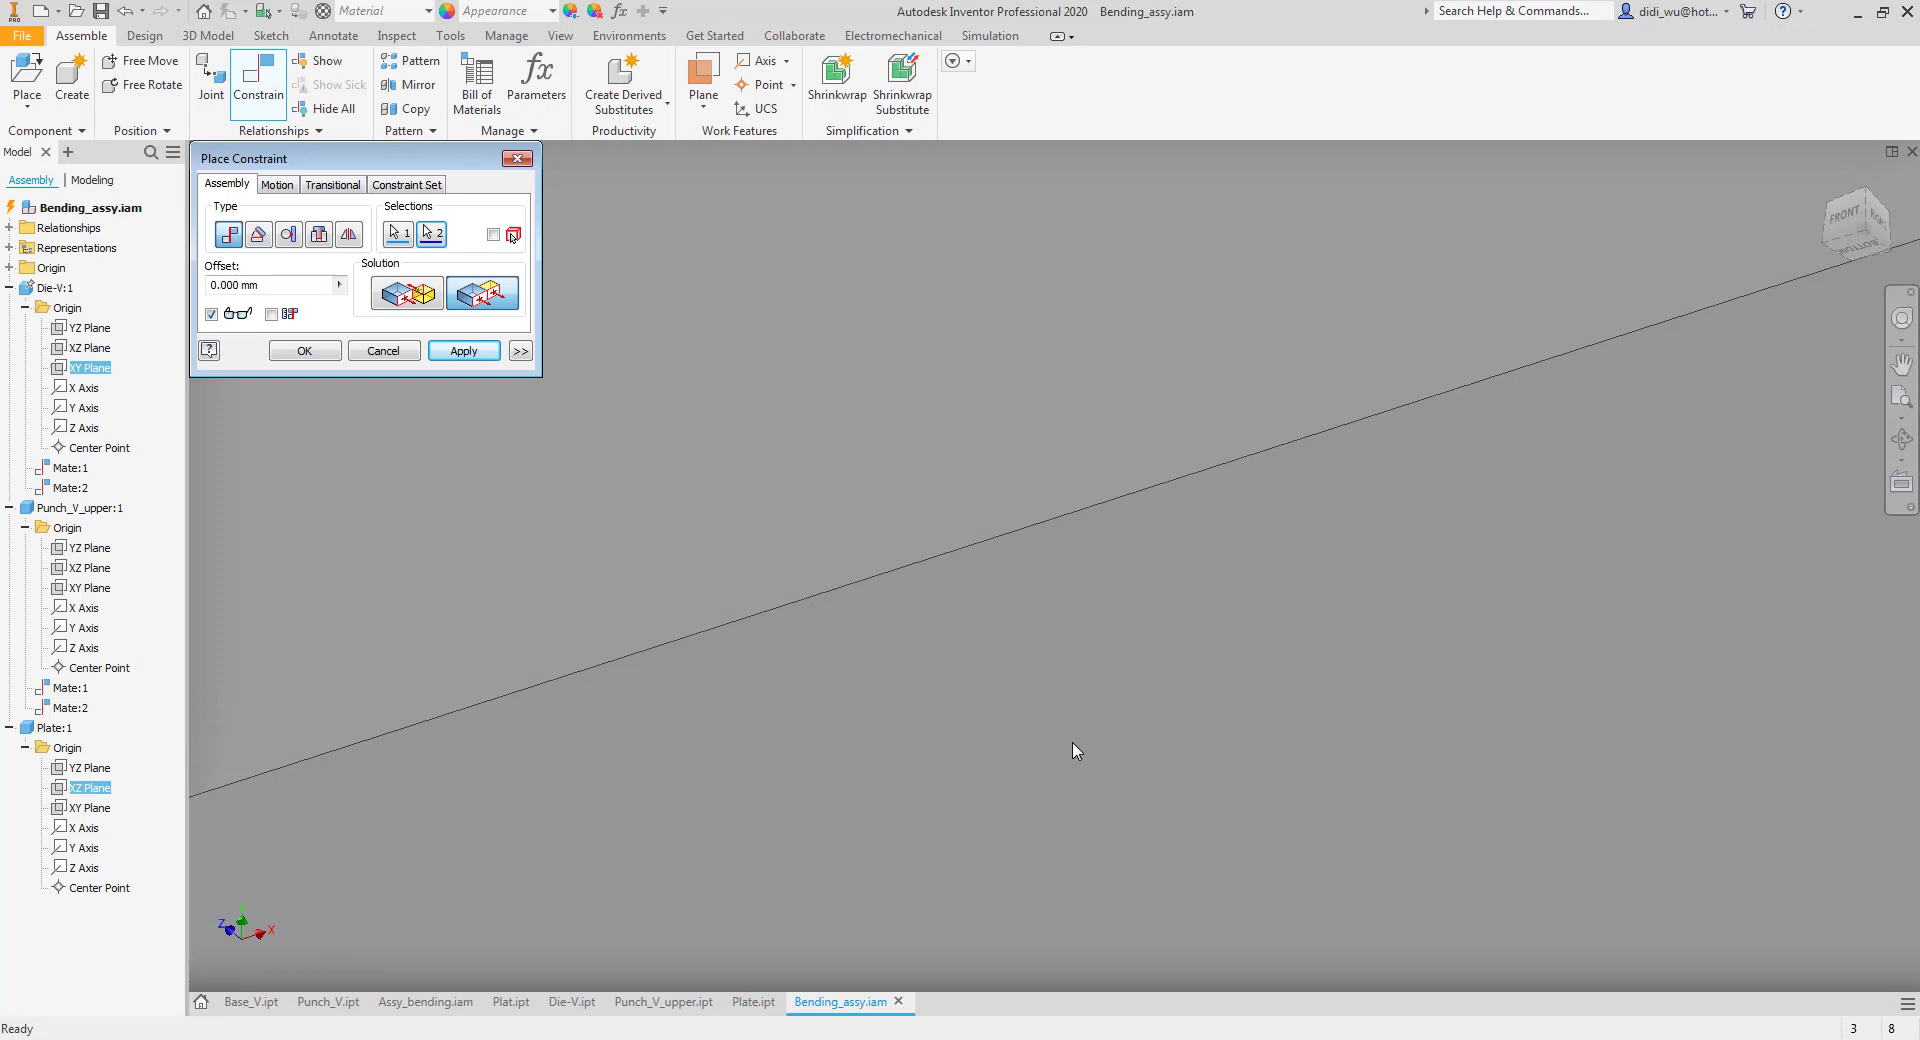 Material
Appearance
Autodesk Inventor Professional 2020 Bending_assy.iam
Search Help & Commands...
didi_wu@hot...
PRO
File Assemble Design 3D Model Sketch Annotate Inspect Tools Manage View Environments Get Started Collaborate Electromechanical Simulation
Place Create Free Move Free Rotate Joint Constrain Show Show Sick Hide All Pattern Mirror Copy Bill of Materials Parameters Create Derived Substitutes Plane Axis Point UCS Shrinkwrap Shrinkwrap Substitute
Component Position Relationships Pattern Manage Productivity Work Features Simplification
Model
Assembly Modeling
Bending_assy.iam
Relationships
Representations
Origin
Die-V:1
Origin
YZ Plane
XZ Plane
XY Plane
X Axis
Y Axis
Z Axis
Center Point
Mate:1
Mate:2
Punch_V_upper:1
Origin
YZ Plane
XZ Plane
XY Plane
X Axis
Y Axis
Z Axis
Center Point
Mate:1
Mate:2
Plate:1
Origin
YZ Plane
XZ Plane
XY Plane
X Axis
Y Axis
Z Axis
Center Point
Place Constraint
Assembly Motion Transitional Constraint Set
Type Selections
1 2
Offset: Solution
0.000 mm
OK Cancel Apply >>
FRONT RIGHT
BOTTOM
Z X
Base_V.ipt Punch_V.ipt Assy_bending.iam Plat.ipt Die-V.ipt Punch_V_upper.ipt Plate.ipt Bending_assy.iam
Ready 3 8